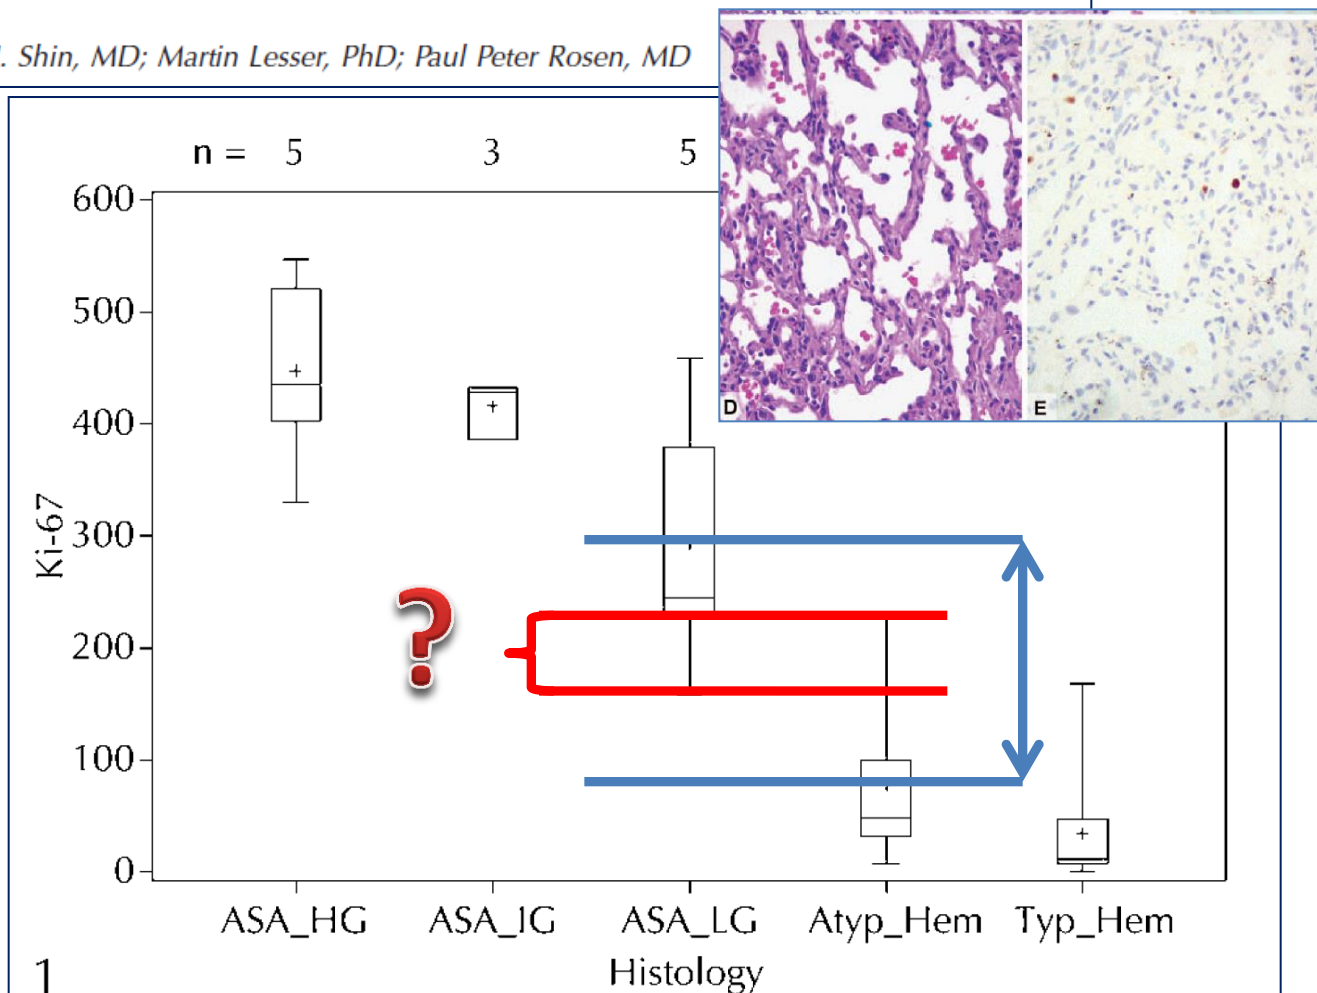 . Shin, MD; Martin Lesser, PhD; Paul Peter Rosen, MD
n = 5 3 5
600
500
400
300
200
100
0
Ki-67
?
D
E
ASA_HG ASA_IG ASA_LG Atyp_Hem Typ_Hem
Histology
1